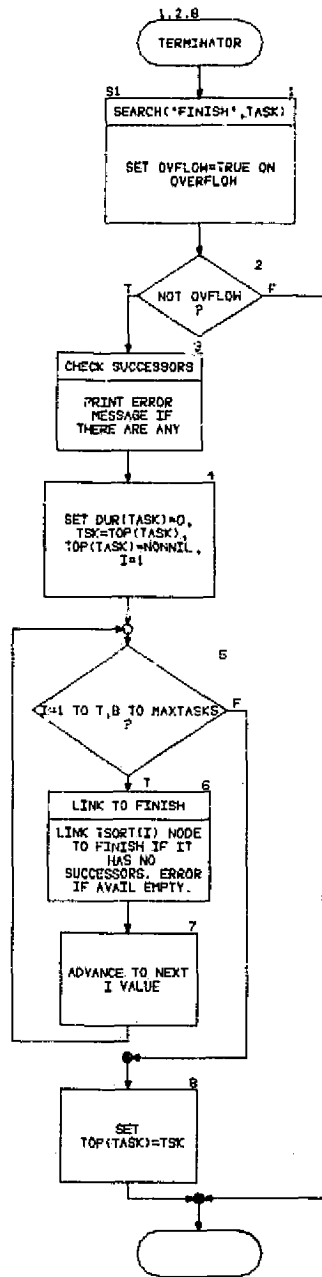 1.2.8
TERMINATOR
S1
1
SEARCH('FINISH',TASK)
SET OVFLOW=TRUE ON
OVERFLOW
2
T
F
NOT OVFLOW
?
3
CHECK SUCCESSORS
PRINT ERROR
MESSAGE IF
THERE ARE ANY
4
SET DUR(TASK)=0,
TSK=TOP(TASK),
TOP(TASK)=NONNIL,
I=1
5
I=1 TO T,B TO MAXTASKS
F
?
T
6
LINK TO FINISH
LINK TSORT(I) NODE
TO FINISH IF IT
HAS NO
SUCCESSORS. ERROR
IF AVAIL EMPTY.
7
ADVANCE TO NEXT
I VALUE
8
SET
TOP(TASK)=TSK